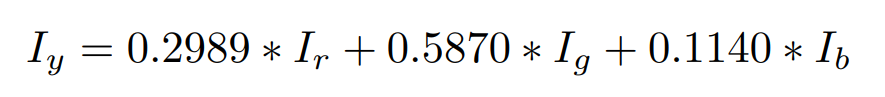 I_y = 0.2989 * I_r + 0.5870 * I_g + 0.1140 * I_b